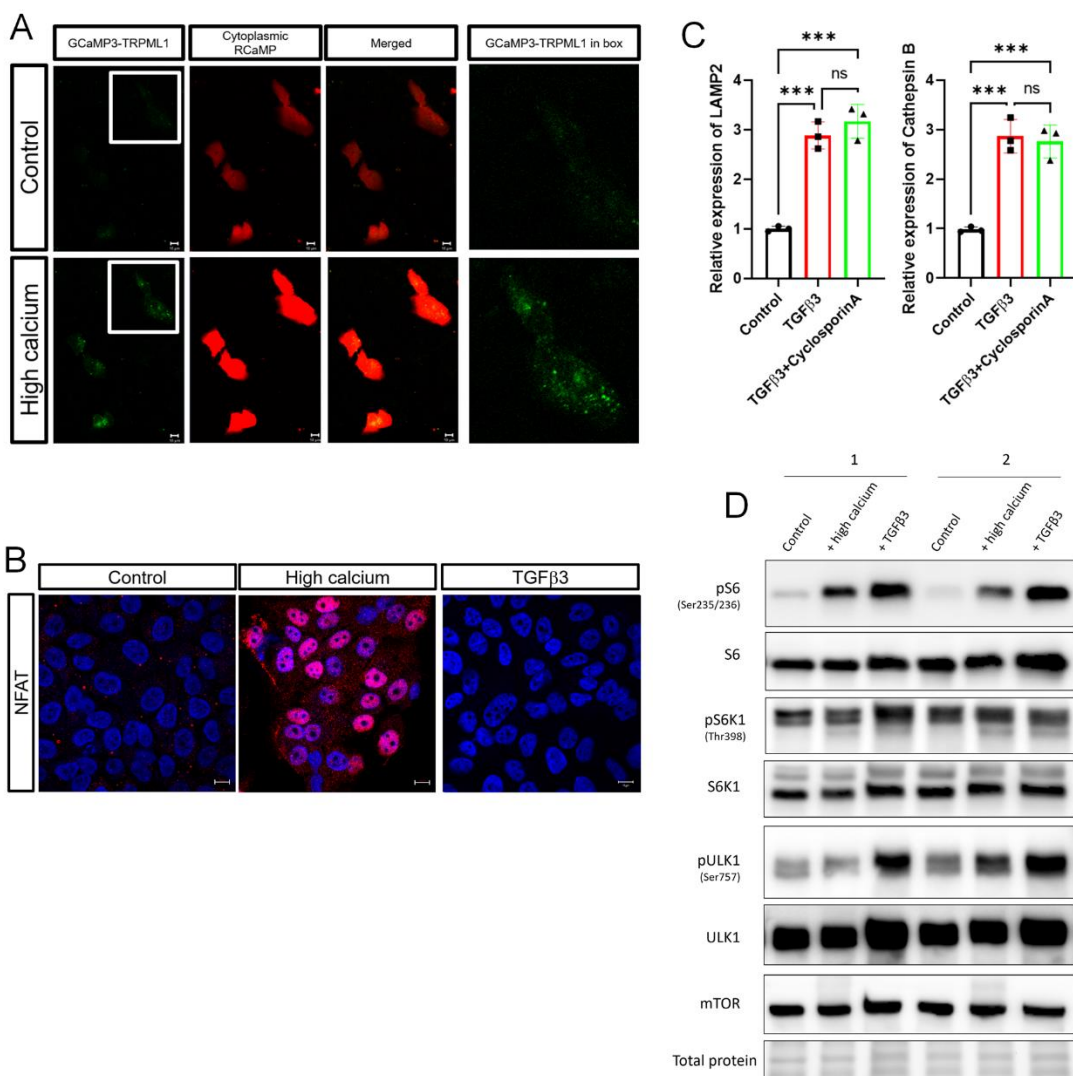 A
GCaMP3-TRPML1
Cytoplasmic
RCaMP
Merged
GCaMP3-TRPML1 in box
Control
High calcium
B
Control
High calcium
TGFβ3
NFAT
C
Relative expression of LAMP2
4
3
2
1
0
***
***
ns
Control
TGFβ3
TGFβ3+CyclosporinA
Relative expression of Cathepsin B
4
3
2
1
0
***
***
ns
Control
TGFβ3
TGFβ3+CyclosporinA
D
1
2
Control
+ high calcium
+ TGFβ3
Control
+ high calcium
+ TGFβ3
pS6
(Ser235/236)
S6
pS6K1
(Thr398)
S6K1
pULK1
(Ser757)
ULK1
mTOR
Total protein